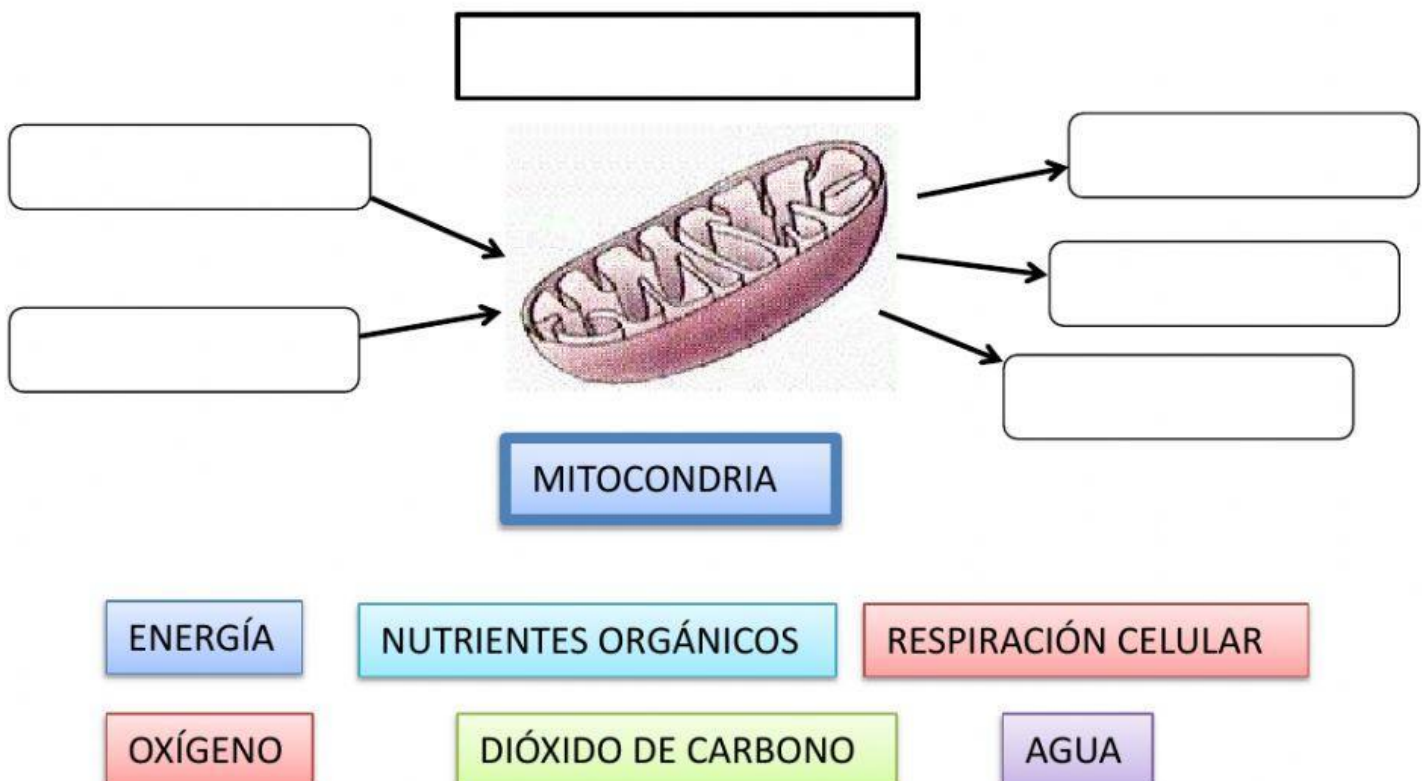 MITOCONDRIA
ENERGÍA
NUTRIENTES ORGÁNICOS
RESPIRACIÓN CELULAR
OXÍGENO
DIÓXIDO DE CARBONO
AGUA